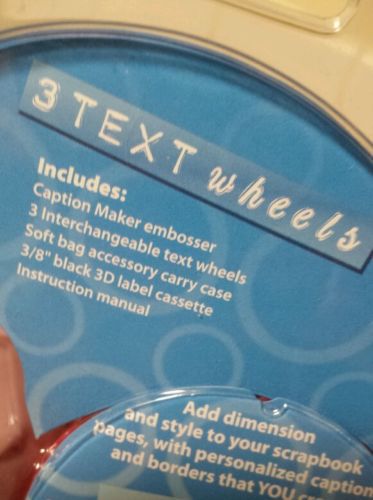 3 TEXT wheels
Includes:
Caption Maker embosser
3 Interchangeable text wheels
Soft bag accessory carry case
3/8" black 3D label cassette
Instruction manual
Add dimension
and style to your scrapbook
pages, with personalized caption
and borders that YOU